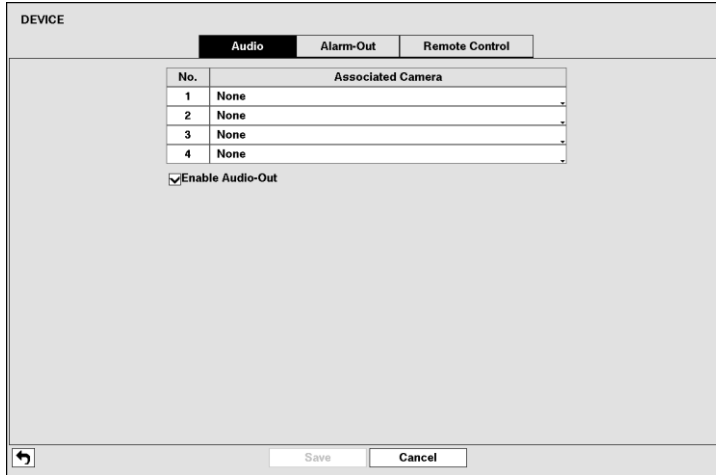 DEVICE
Audio Alarm-Out Remote Control
No. Associated Camera
1 None
2 None
3 None
4 None
Enable Audio-Out
Save Cancel